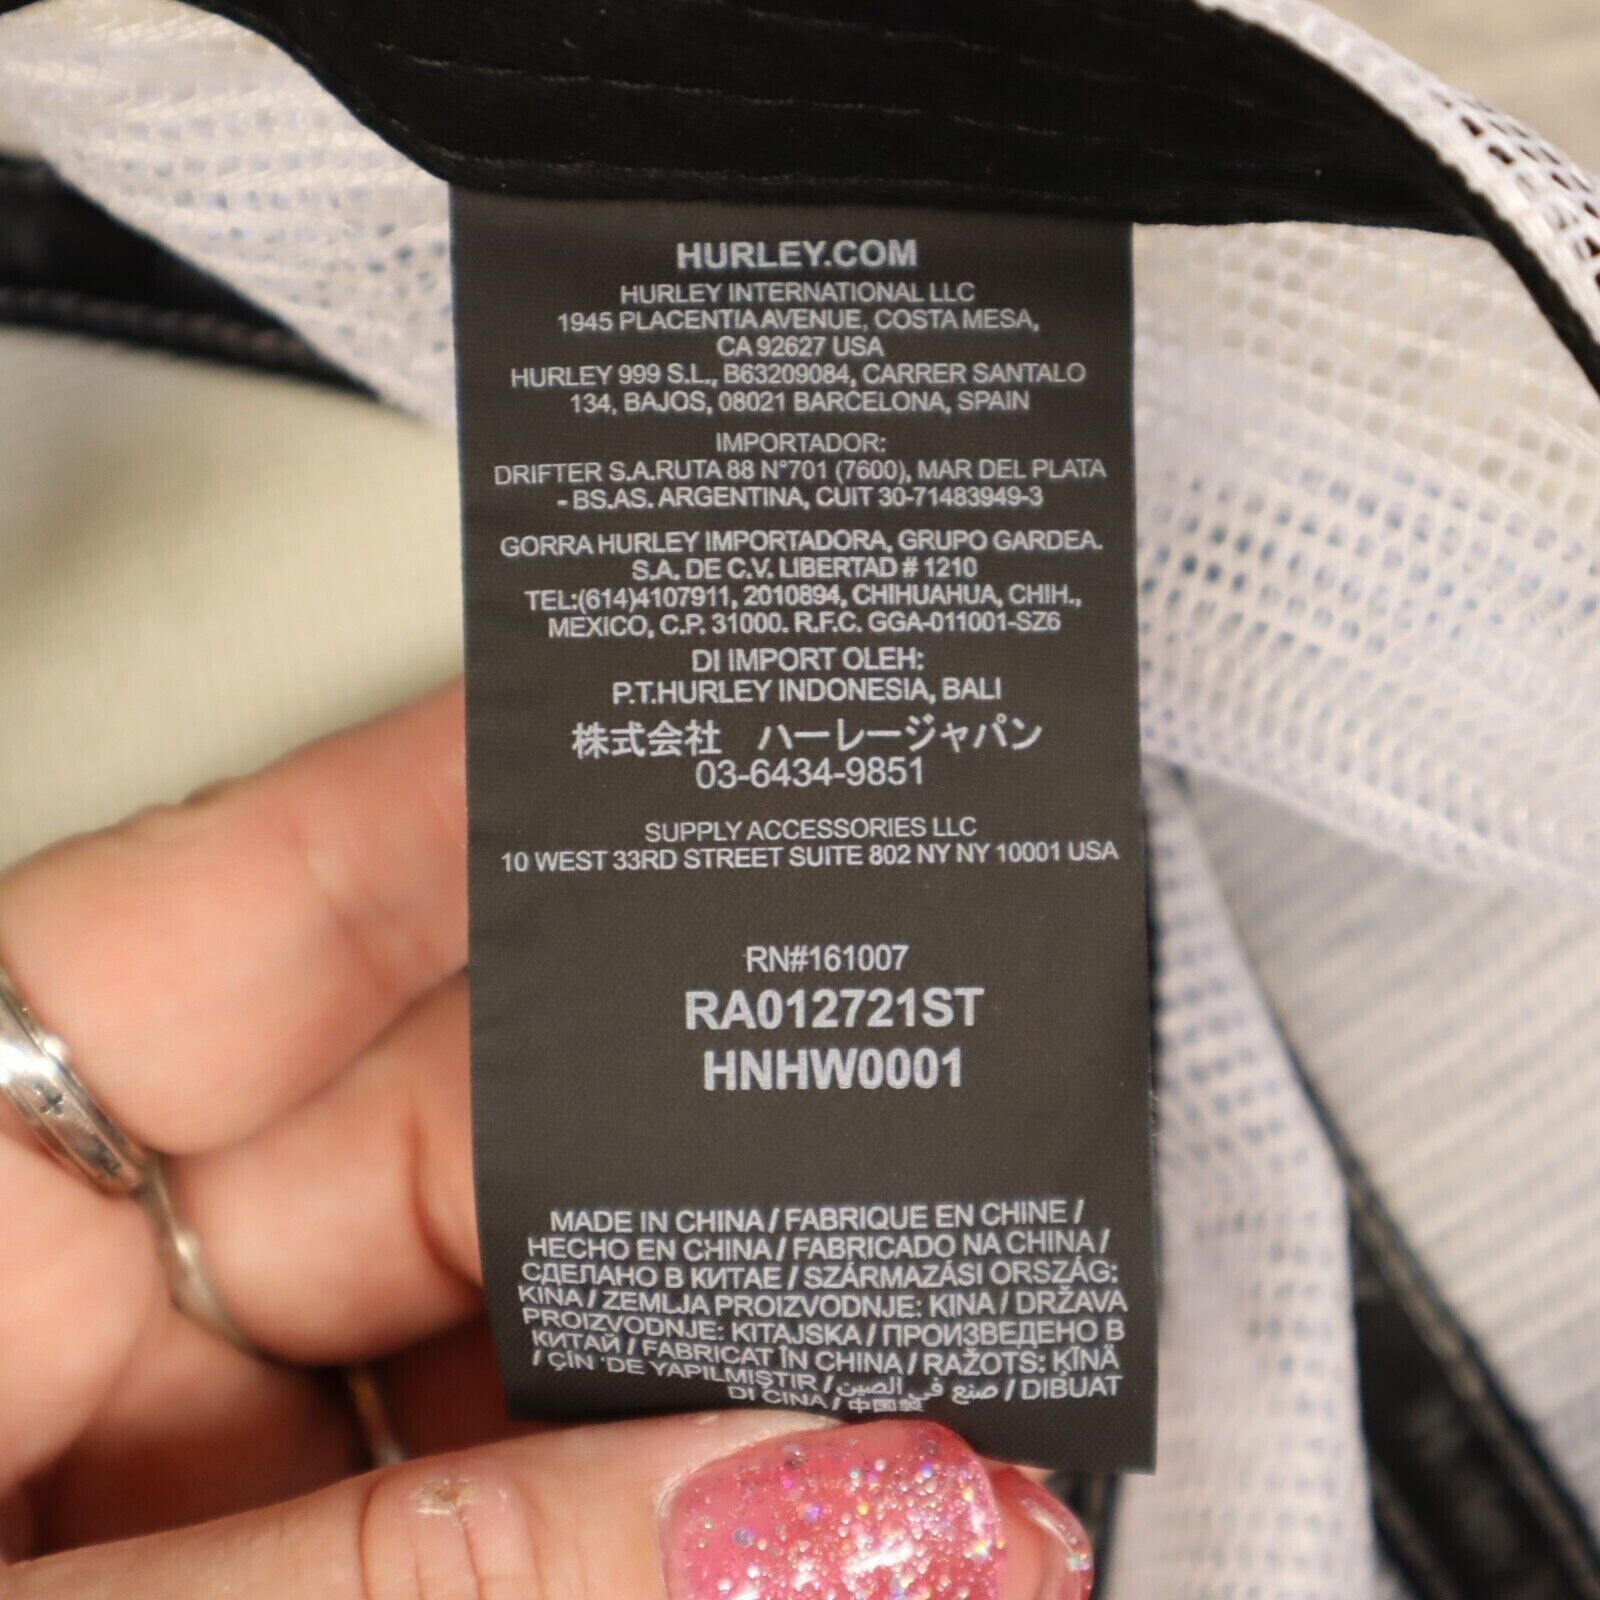 HURLEY.COM
HURLEY INTERNATIONAL LLC
1945 PLACENTIA AVENUE, COSTA MESA,
CA 92627 USA
HURLEY 999 S.L., B63209084, CARRER SANTALO
134, BAJOS, 08021 BARCELONA, SPAIN
IMPORTADOR:
DRIFTER S.A.RUTA 88 N°701 (7600), MAR DEL PLATA
- BS.AS. ARGENTINA, CUIT 30-71483949-3
GORRA HURLEY IMPORTADORA, GRUPO GARDEA.
S.A. DE C.V. LIBERTAD # 1210
TEL:(614)4107911, 2010894, CHIHUAHUA, CHIH.,
MEXICO, C.P. 31000. R.F.C. GGA-011001-SZ6
DI IMPORT OLEH:
P.T.HURLEY INDONESIA, BALI
株式会社 ハーレージャパン
03-6434-9851
SUPPLY ACCESSORIES LLC
10 WEST 33RD STREET SUITE 802 NY NY 10001 USA
RN#161007
RA012721ST
HNHW0001
MADE IN CHINA / FABRIQUE EN CHINE /
HECHO EN CHINA / FABRICADO NA CHINA /
СДЕЛАНО В КИТАЕ / SZÁRMAZÁSI ORSZÁG:
KINA / ZEMLJA PROIZVODNJE: KINA / DRŽAVA
PROIZVODNJE: KITAJSKA / ПРОИЗВЕДЕНО В
КИТАЙ / FABRICAT ÎN CHINA / RAŽOTS: ĶĪNĀ
/ ÇİN 'DE YAPILMIŞTIR / صنع في الصين / DIBUAT
DI CINA / 中国製